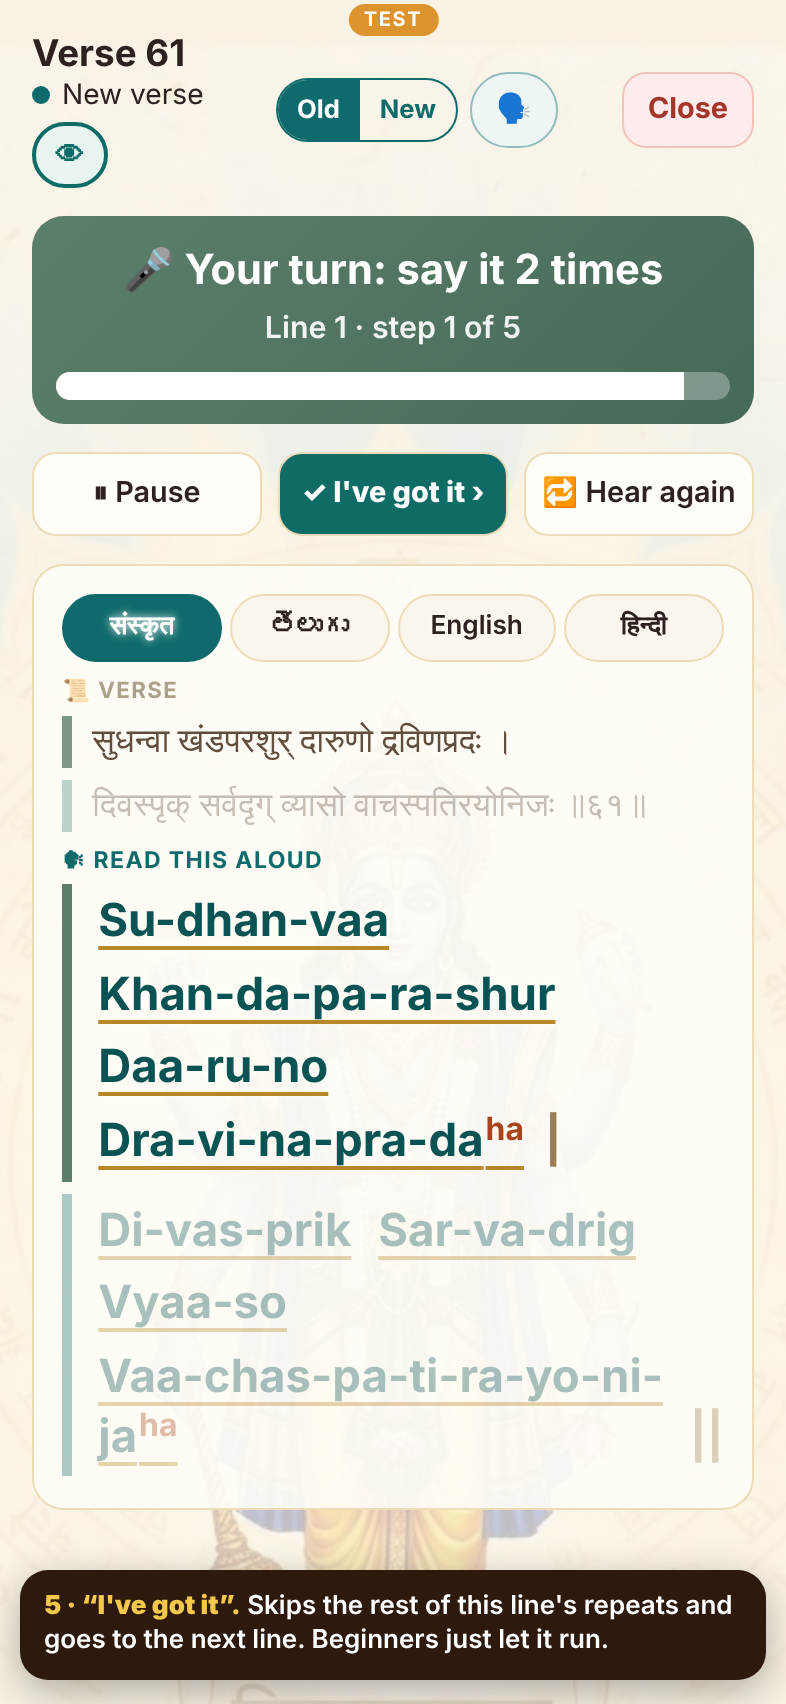 TEST
Verse 61
New verse
Old New
Close
Your turn: say it 2 times
Line 1 · step 1 of 5
Pause
✓ I've got it ›
Hear again
संस्कृत
తెలుగు
English
हिन्दी
VERSE
सुधन्वा खंडपरशुर् दारुणो द्रविणप्रदः ।
दिवस्पृक् सर्वदृग् व्यासो वाचस्पतिरयोनिजः ॥६१॥
READ THIS ALOUD
Su-dhan-vaa
Khan-da-pa-ra-shur
Daa-ru-no
Dra-vi-na-pra-daha |
Di-vas-prik Sar-va-drig
Vyaa-so
Vaa-chas-pa-ti-ra-yo-ni-
jaha ||
5 · “I've got it”. Skips the rest of this line's repeats and
goes to the next line. Beginners just let it run.